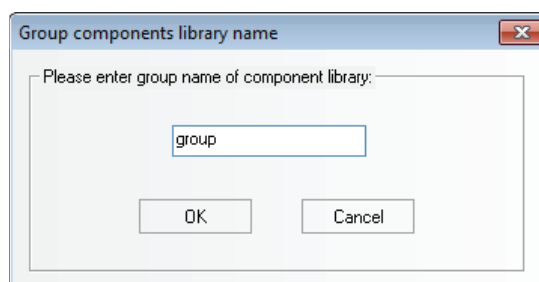 Group components library name
Please enter group name of component library:
group
OK Cancel